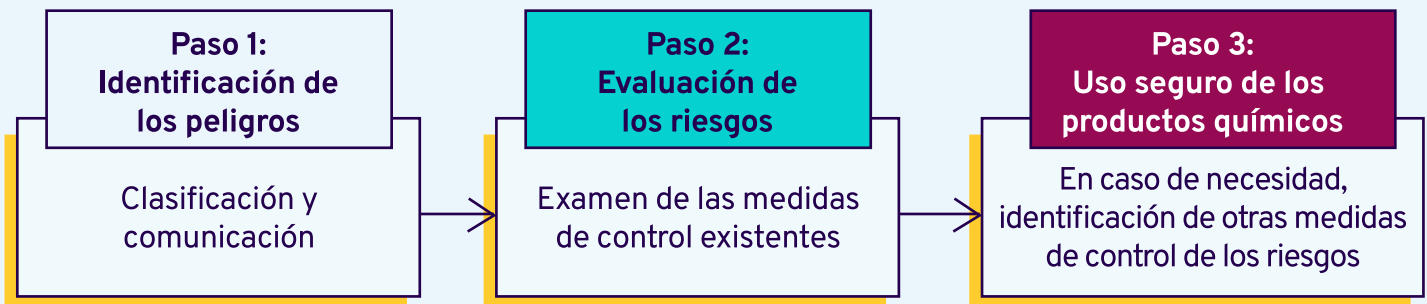 Paso 1:
Identificación de
los peligros
Clasificación y
comunicación
Paso 2:
Evaluación de
los riesgos
Examen de las medidas
de control existentes
Paso 3:
Uso seguro de los
productos químicos
En caso de necesidad,
identificación de otras medidas
de control de los riesgos